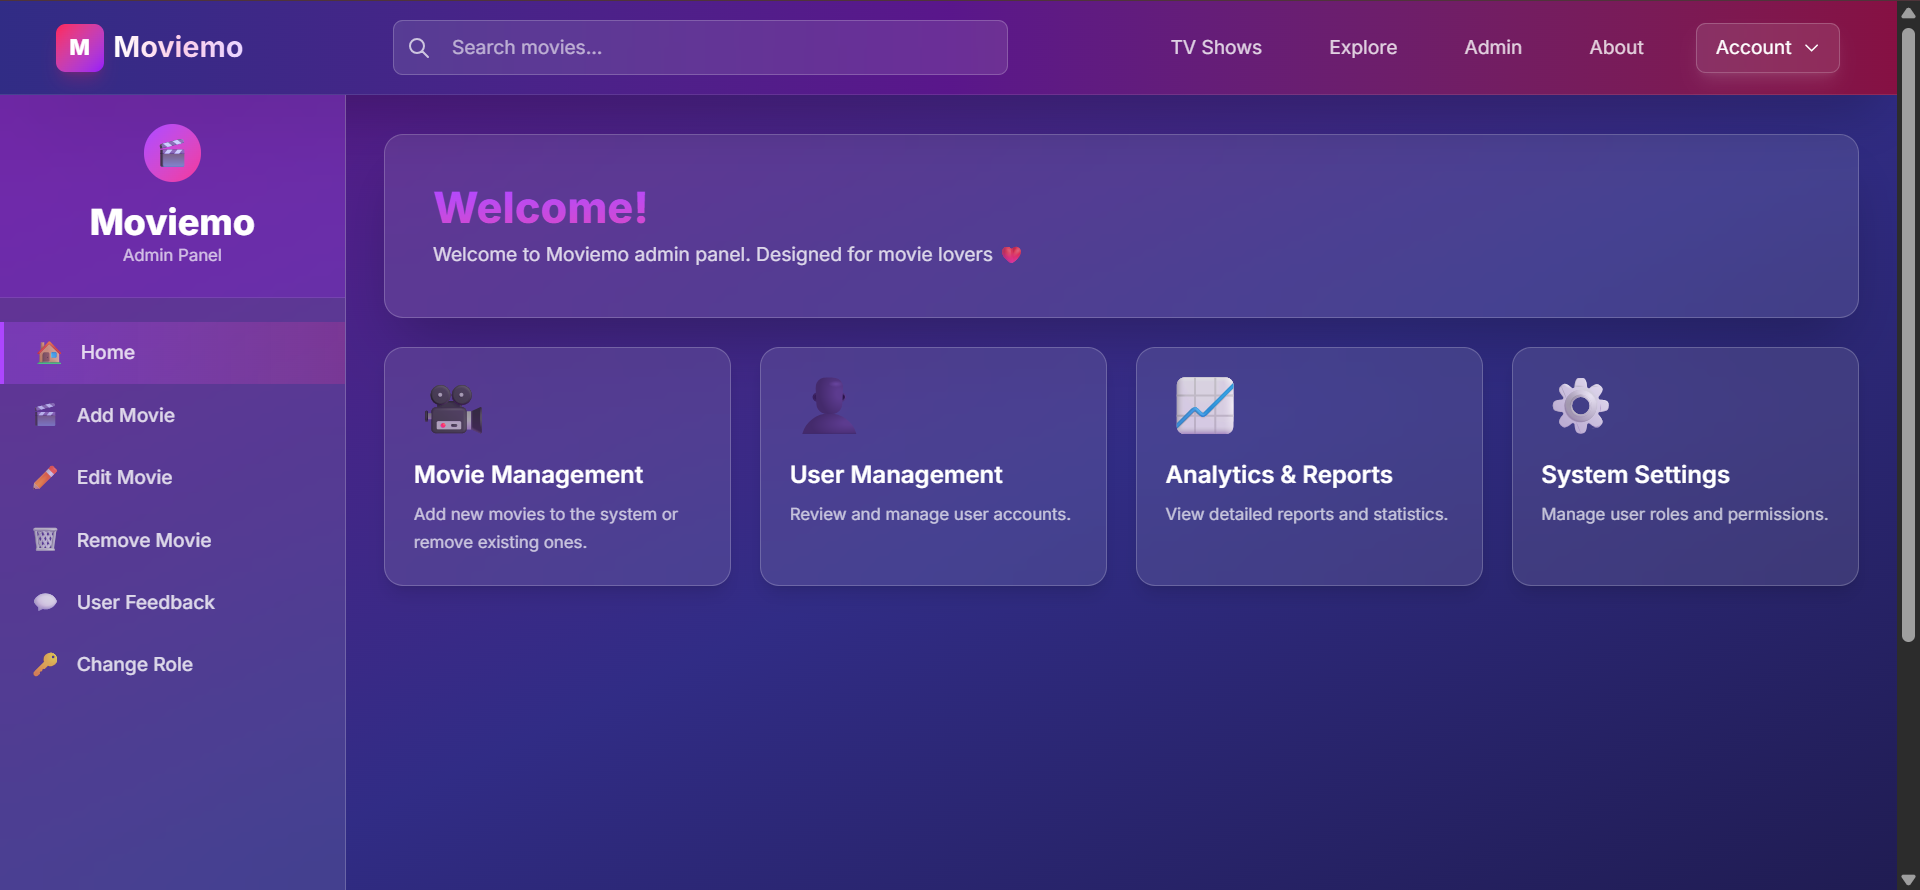 M Moviemo
Search movies...
TV Shows
Explore
Admin
About
Account
Moviemo
Admin Panel
Home
Add Movie
Edit Movie
Remove Movie
User Feedback
Change Role
Welcome!
Welcome to Moviemo admin panel. Designed for movie lovers
Movie Management
Add new movies to the system or
remove existing ones.
User Management
Review and manage user accounts.
Analytics & Reports
View detailed reports and statistics.
System Settings
Manage user roles and permissions.